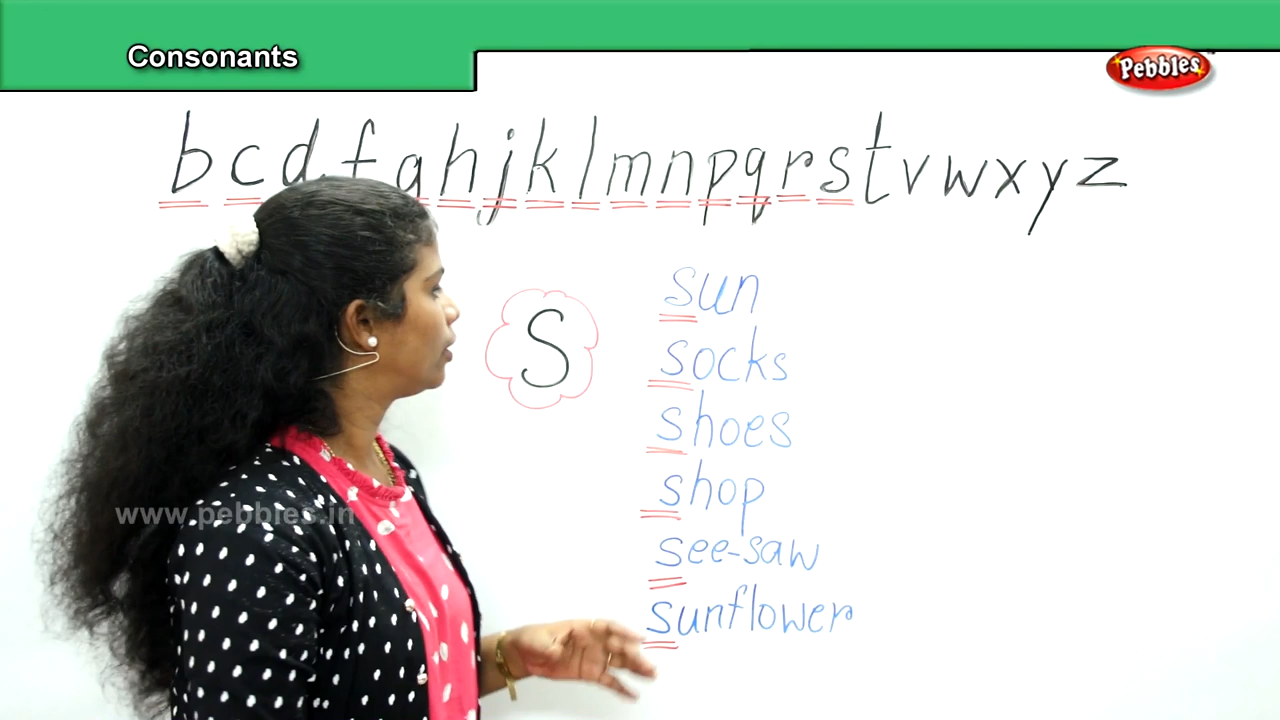 Consonants
Pebbles
b c d f g h j k l m n p q r s t v w x y z
S
sun
socks
shoes
shop
see-saw
sunflower
www.pebbles.in